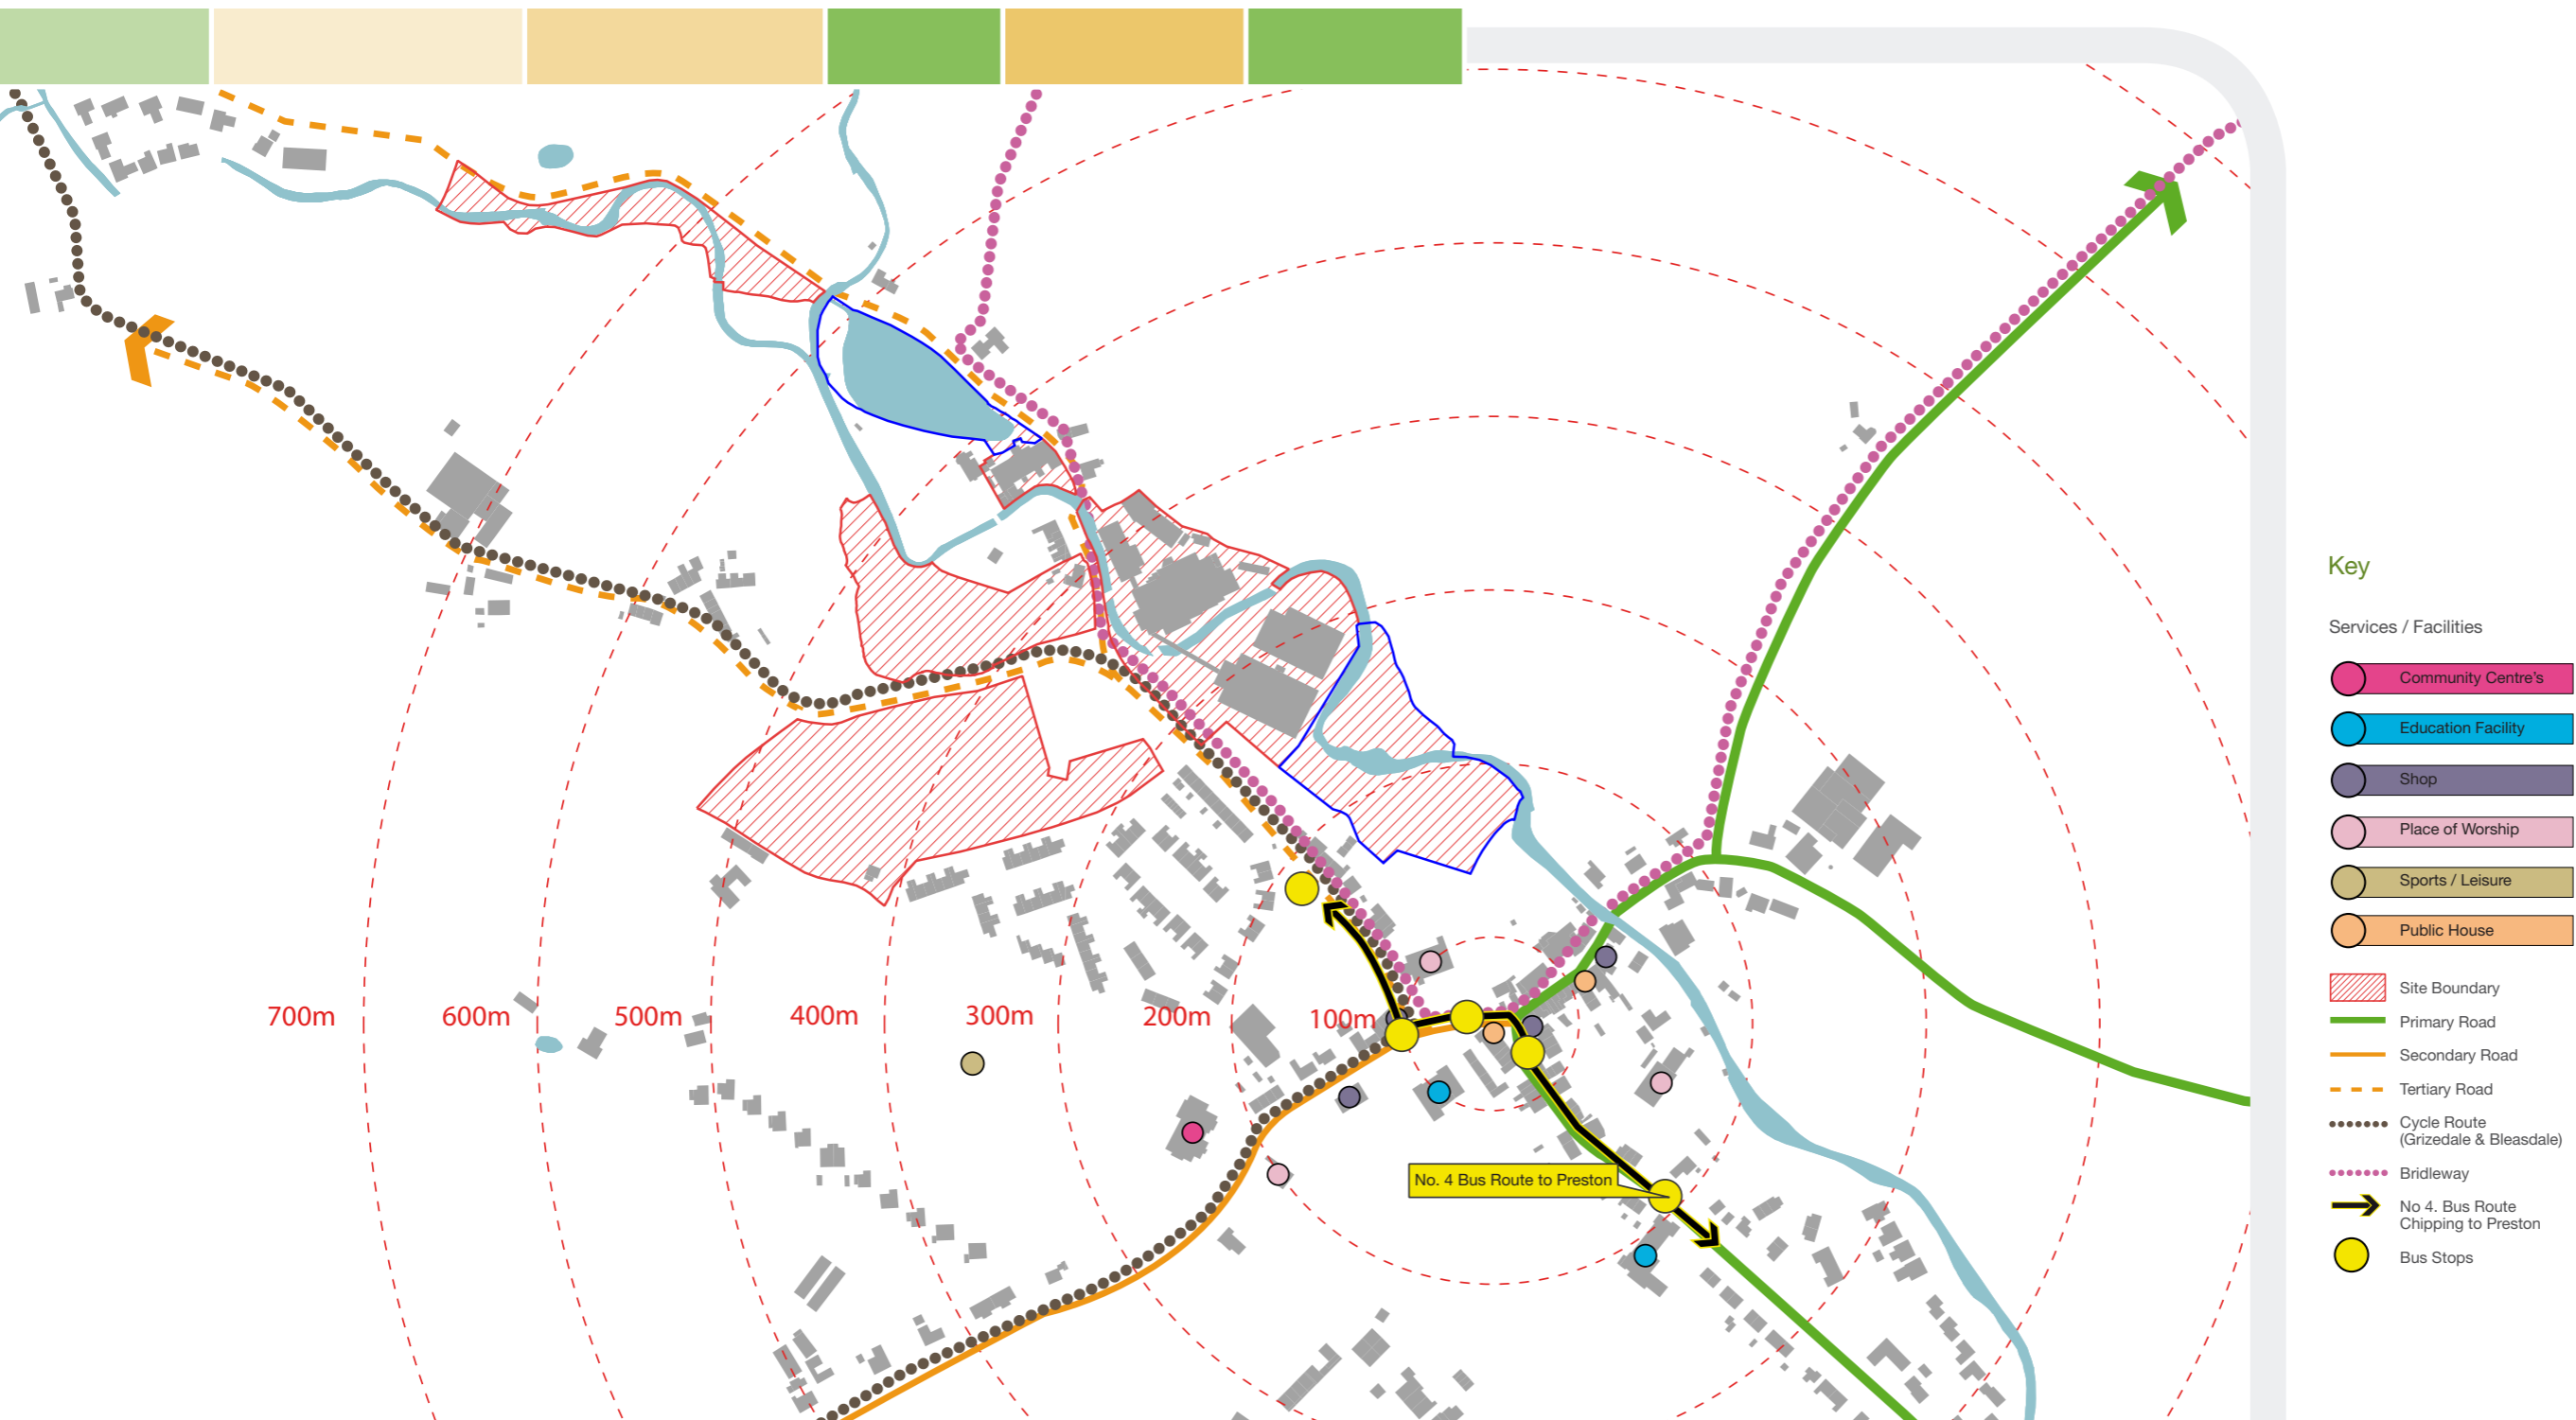 700m
600m
500m
400m
300m
200m
100m
No. 4 Bus Route to Preston
Key
Services / Facilities
Community Centre's
Education Facility
Shop
Place of Worship
Sports / Leisure
Public House
Site Boundary
Primary Road
Secondary Road
Tertiary Road
Cycle Route
(Grizedale & Bleasdale)
Bridleway
No 4. Bus Route
Chipping to Preston
Bus Stops